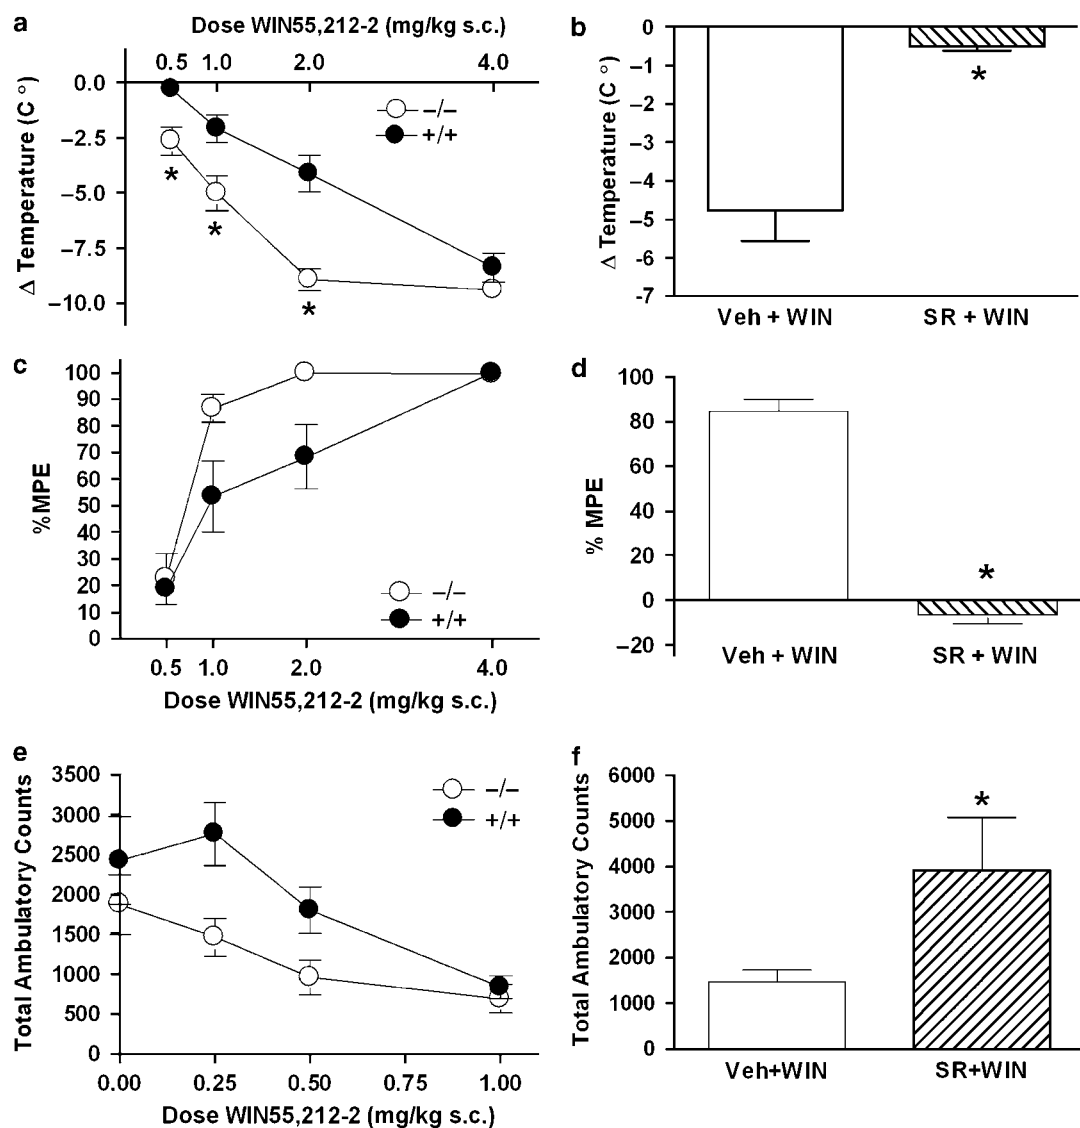 a
Dose WIN55,212-2 (mg/kg s.c.)
0.5 1.0 2.0 4.0
0.0
−2.5
−5.0
−7.5
−10.0
Δ Temperature (C °)
−/−
+/+
*
*
*
b
0
−1
−2
−3
−4
−5
-6
-7
Δ Temperature (C °)
*
Veh + WIN SR + WIN
c
100
90
80
70
60
50
40
30
20
10
0
%MPE
−/−
+/+
0.5 1.0 2.0 4.0
Dose WIN55,212-2 (mg/kg s.c.)
d
100
80
60
40
20
0
−20
% MPE
*
Veh + WIN SR + WIN
e
3500
3000
2500
2000
1500
1000
500
0
Total Ambulatory Counts
−/−
+/+
0.00 0.25 0.50 0.75 1.00
Dose WIN55,212-2 (mg/kg s.c.)
f
6000
5000
4000
3000
2000
1000
0
Total Ambulatory Counts
*
Veh+WIN SR+WIN